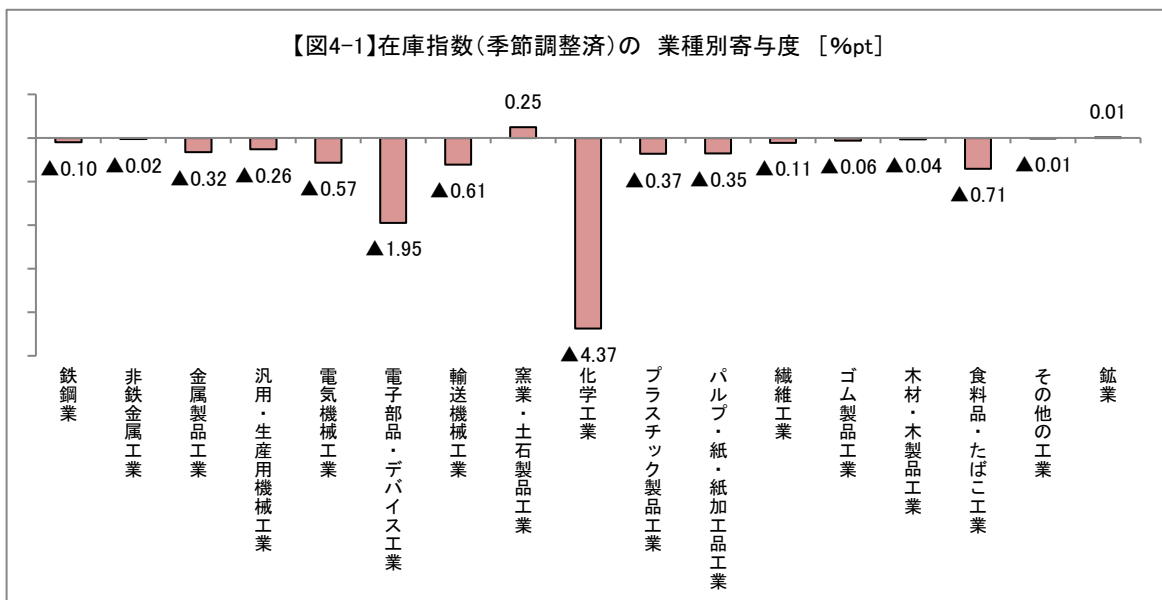 【図4-1】在庫指数(季節調整済)の 業種別寄与度 [%pt]
▲0.10
▲0.02
▲0.32
▲0.26
▲0.57
▲1.95
▲0.61
0.25
▲4.37
▲0.37
▲0.35
▲0.11
▲0.06
▲0.04
▲0.71
▲0.01
0.01
鉄鋼業
非鉄金属工業
金属製品工業
汎用・生産用機械工業
電気機械工業
電子部品・デバイス工業
輸送機械工業
窯業・土石製品工業
化学工業
プラスチック製品工業
パルプ・紙・紙加工品工業
繊維工業
ゴム製品工業
木材・木製品工業
食料品・たばこ工業
その他の工業
鉱業